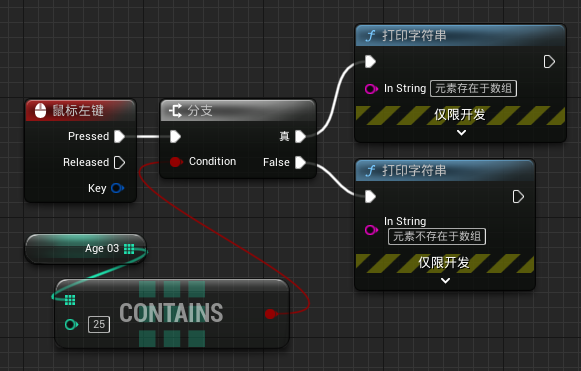 打印字符串
In String 元素存在于数组
仅限开发
鼠标左键
Pressed
Released
Key
分支
真
Condition
False
打印字符串
In String
元素不存在于数组
仅限开发
Age 03
CONTAINS
25